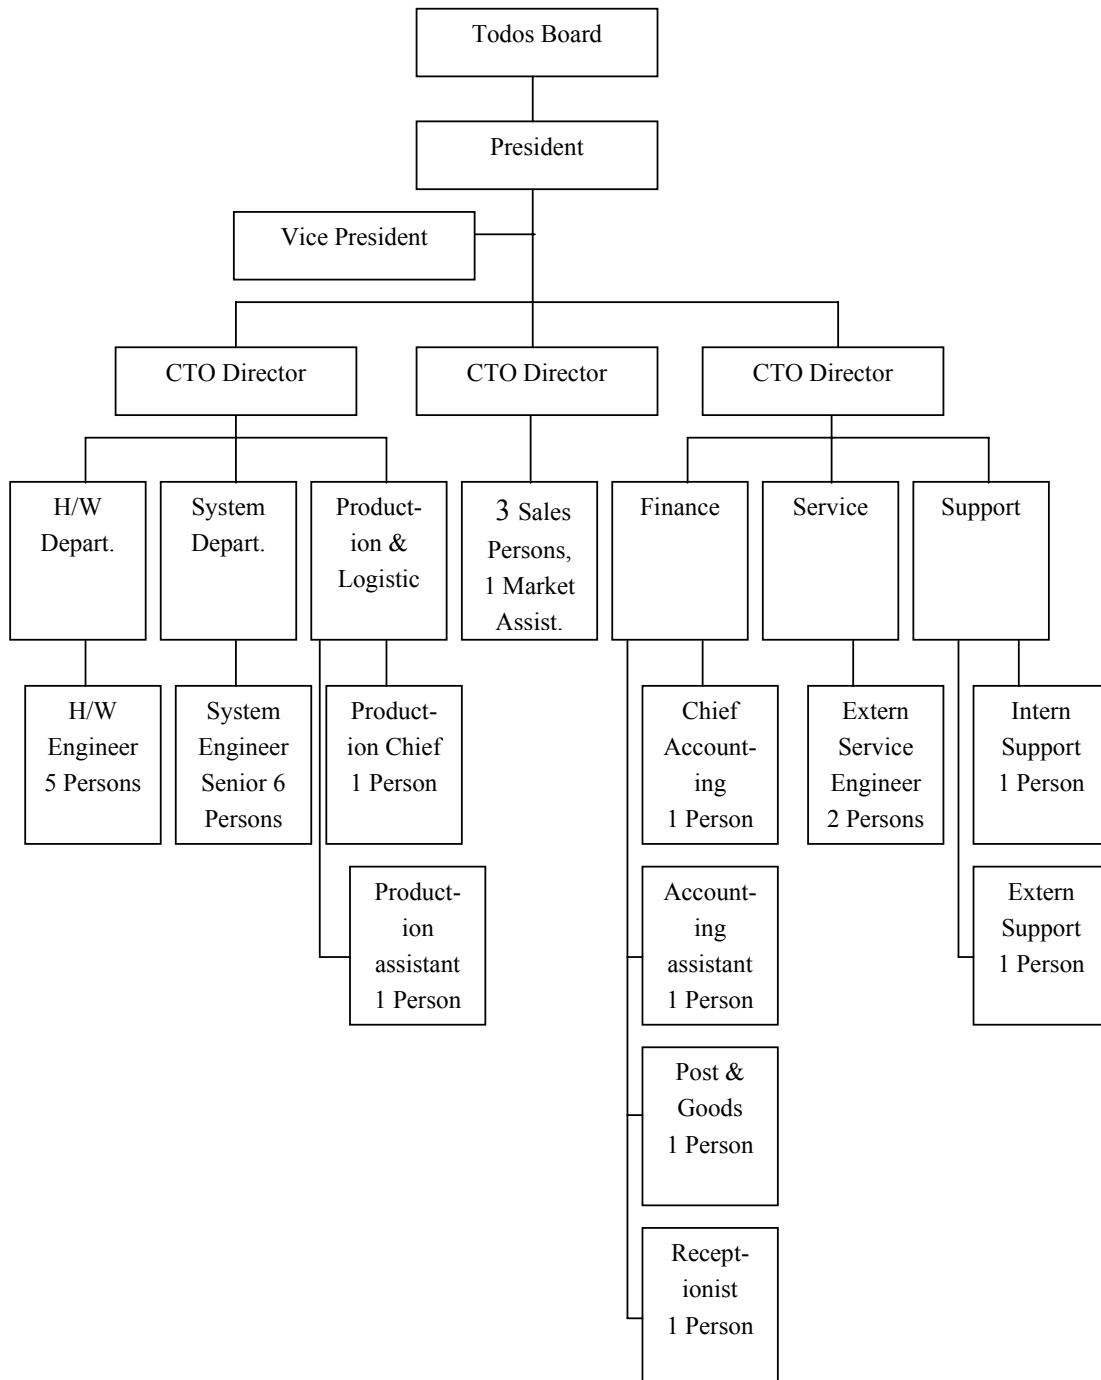 Todos Board
President
Vice President
CTO Director
CTO Director
CTO Director
H/W
Depart.
System
Depart.
Product-
ion &
Logistic
3 Sales
Persons,
1 Market
Assist.
Finance
Service
Support
H/W
Engineer
5 Persons
System
Engineer
Senior 6
Persons
Product-
ion Chief
1 Person
Chief
Account-
ing
1 Person
Extern
Service
Engineer
2 Persons
Intern
Support
1 Person
Product-
ion
assistant
1 Person
Account-
ing
assistant
1 Person
Extern
Support
1 Person
Post &
Goods
1 Person
Recept-
ionist
1 Person